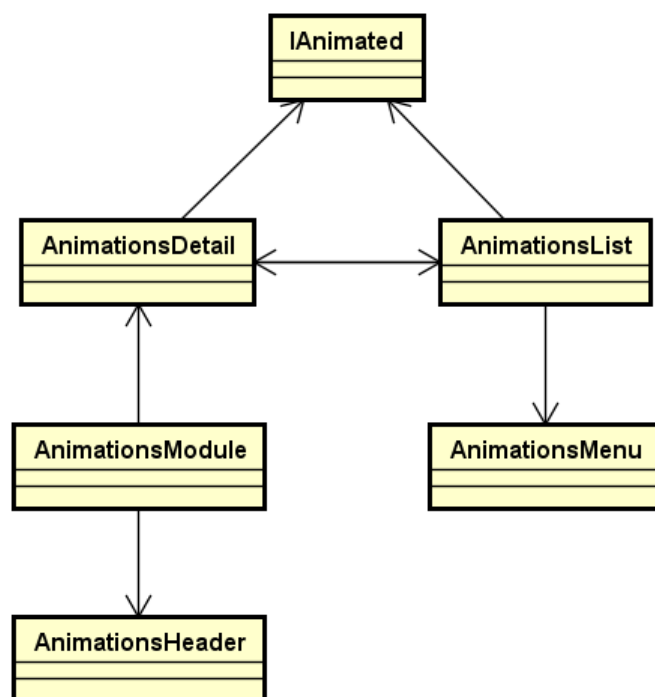 IAnimated
AnimationsDetail
AnimationsList
AnimationsModule
AnimationsMenu
AnimationsHeader